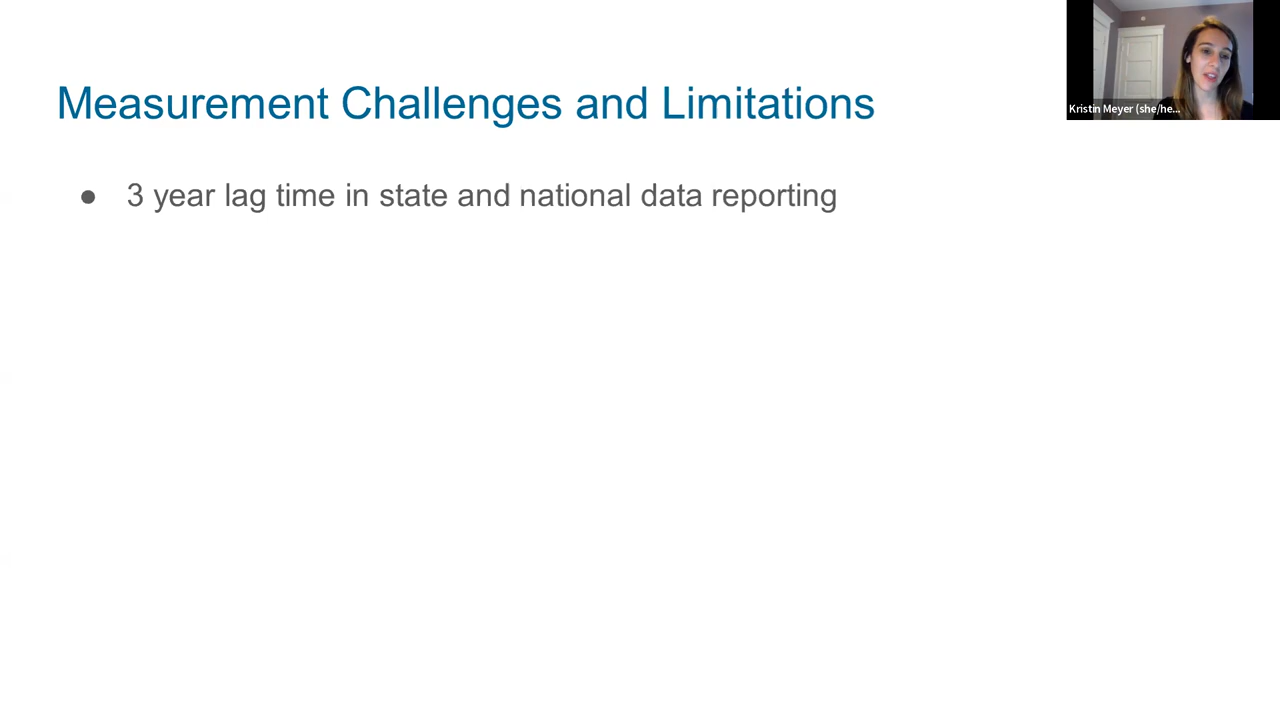 Measurement Challenges and Limitations
● 3 year lag time in state and national data reporting
Kristin Meyer (she/he...